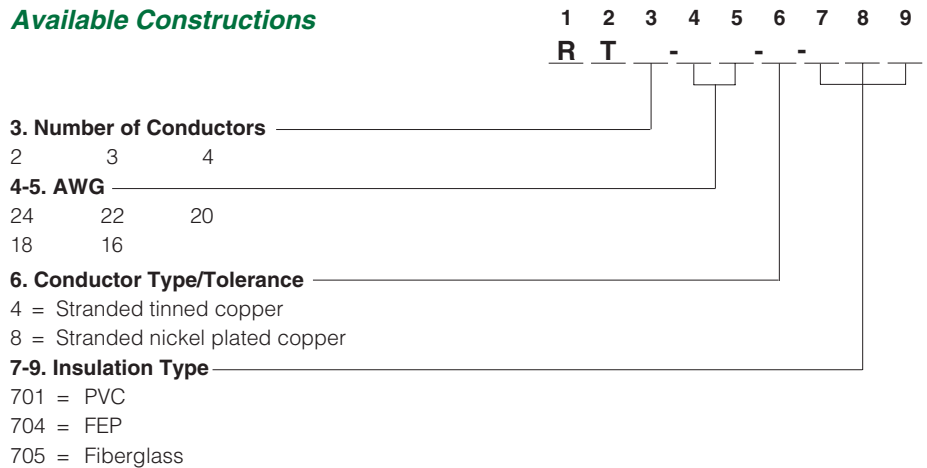 Available Constructions 1 2 3 4 5 6 7 8 9
R T - - -
3. Number of Conductors
2 3 4
4-5. AWG
24 22 20
18 16
6. Conductor Type/Tolerance
4 = Stranded tinned copper
8 = Stranded nickel plated copper
7-9. Insulation Type
701 = PVC
704 = FEP
705 = Fiberglass